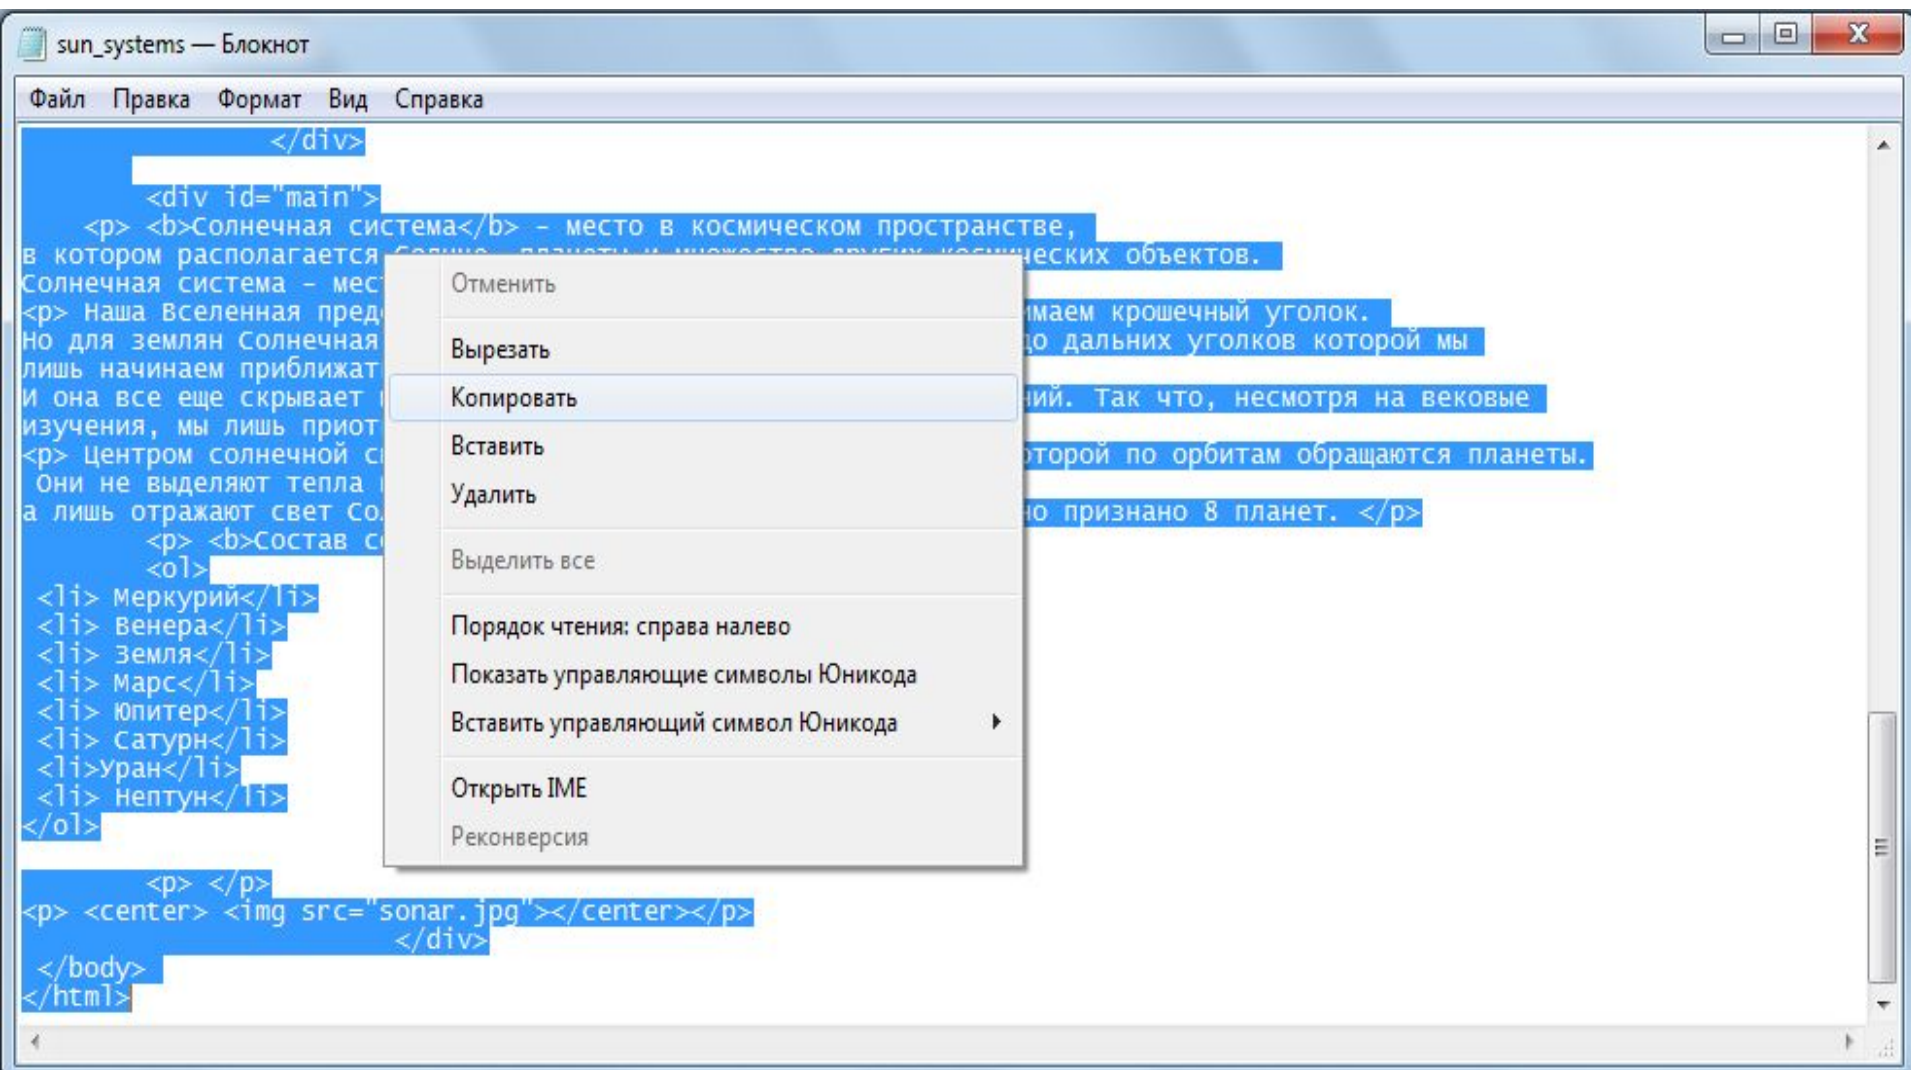 sun_systems — Блокнот
Файл Правка Формат Вид Справка
</div>
<div id="main">
<p> <b>Солнечная система</b> – место в космическом пространстве,
в котором располагается Солнце, планеты и множество других космических объектов.
Солнечная система – мес
<p> Наша Вселенная пред имаем крошечный уголок.
Но для землян Солнечная до дальних уголков которой мы
лишь начинаем приближат
И она все еще скрывает ний. Так что, несмотря на вековые
изучения, мы лишь приот
<p> Центром солнечной с оторой по орбитам обращаются планеты.
Они не выделяют тепла
а лишь отражают свет Со но признано 8 планет. </p>
<p> <b>Состав с
<ol>
<li> Меркурий</li>
<li> Венера</li>
<li> Земля</li>
<li> Марс</li>
<li> Юпитер</li>
<li> Сатурн</li>
<li>Уран</li>
<li> Нептун</li>
</ol>
<p> </p>
<p> <center> <img src="sonar.jpg"></center></p>
</div>
</body>
</html>
Отменить
Вырезать
Копировать
Вставить
Удалить
Выделить все
Порядок чтения: справа налево
Показать управляющие символы Юникода
Вставить управляющий символ Юникода
Открыть IME
Реконверсия